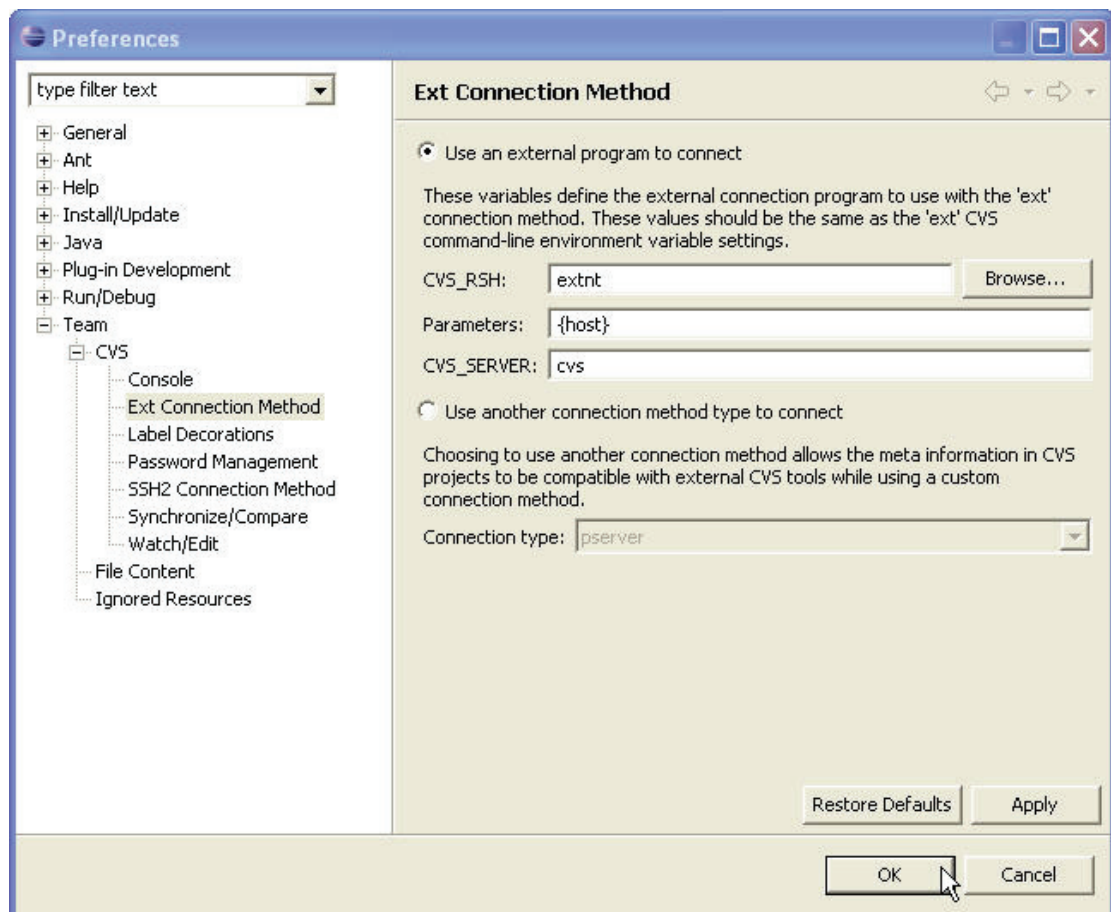 Preferences
type filter text
General
Ant
Help
Install/Update
Java
Plug-in Development
Run/Debug
Team
CVS
Console
Ext Connection Method
Label Decorations
Password Management
SSH2 Connection Method
Synchronize/Compare
Watch/Edit
File Content
Ignored Resources
Ext Connection Method
Use an external program to connect
These variables define the external connection program to use with the 'ext'
connection method. These values should be the same as the 'ext' CVS
command-line environment variable settings.
CVS_RSH: extnt Browse...
Parameters: {host}
CVS_SERVER: cvs
Use another connection method type to connect
Choosing to use another connection method allows the meta information in CVS
projects to be compatible with external CVS tools while using a custom
connection method.
Connection type: pserver
Restore Defaults Apply
OK Cancel